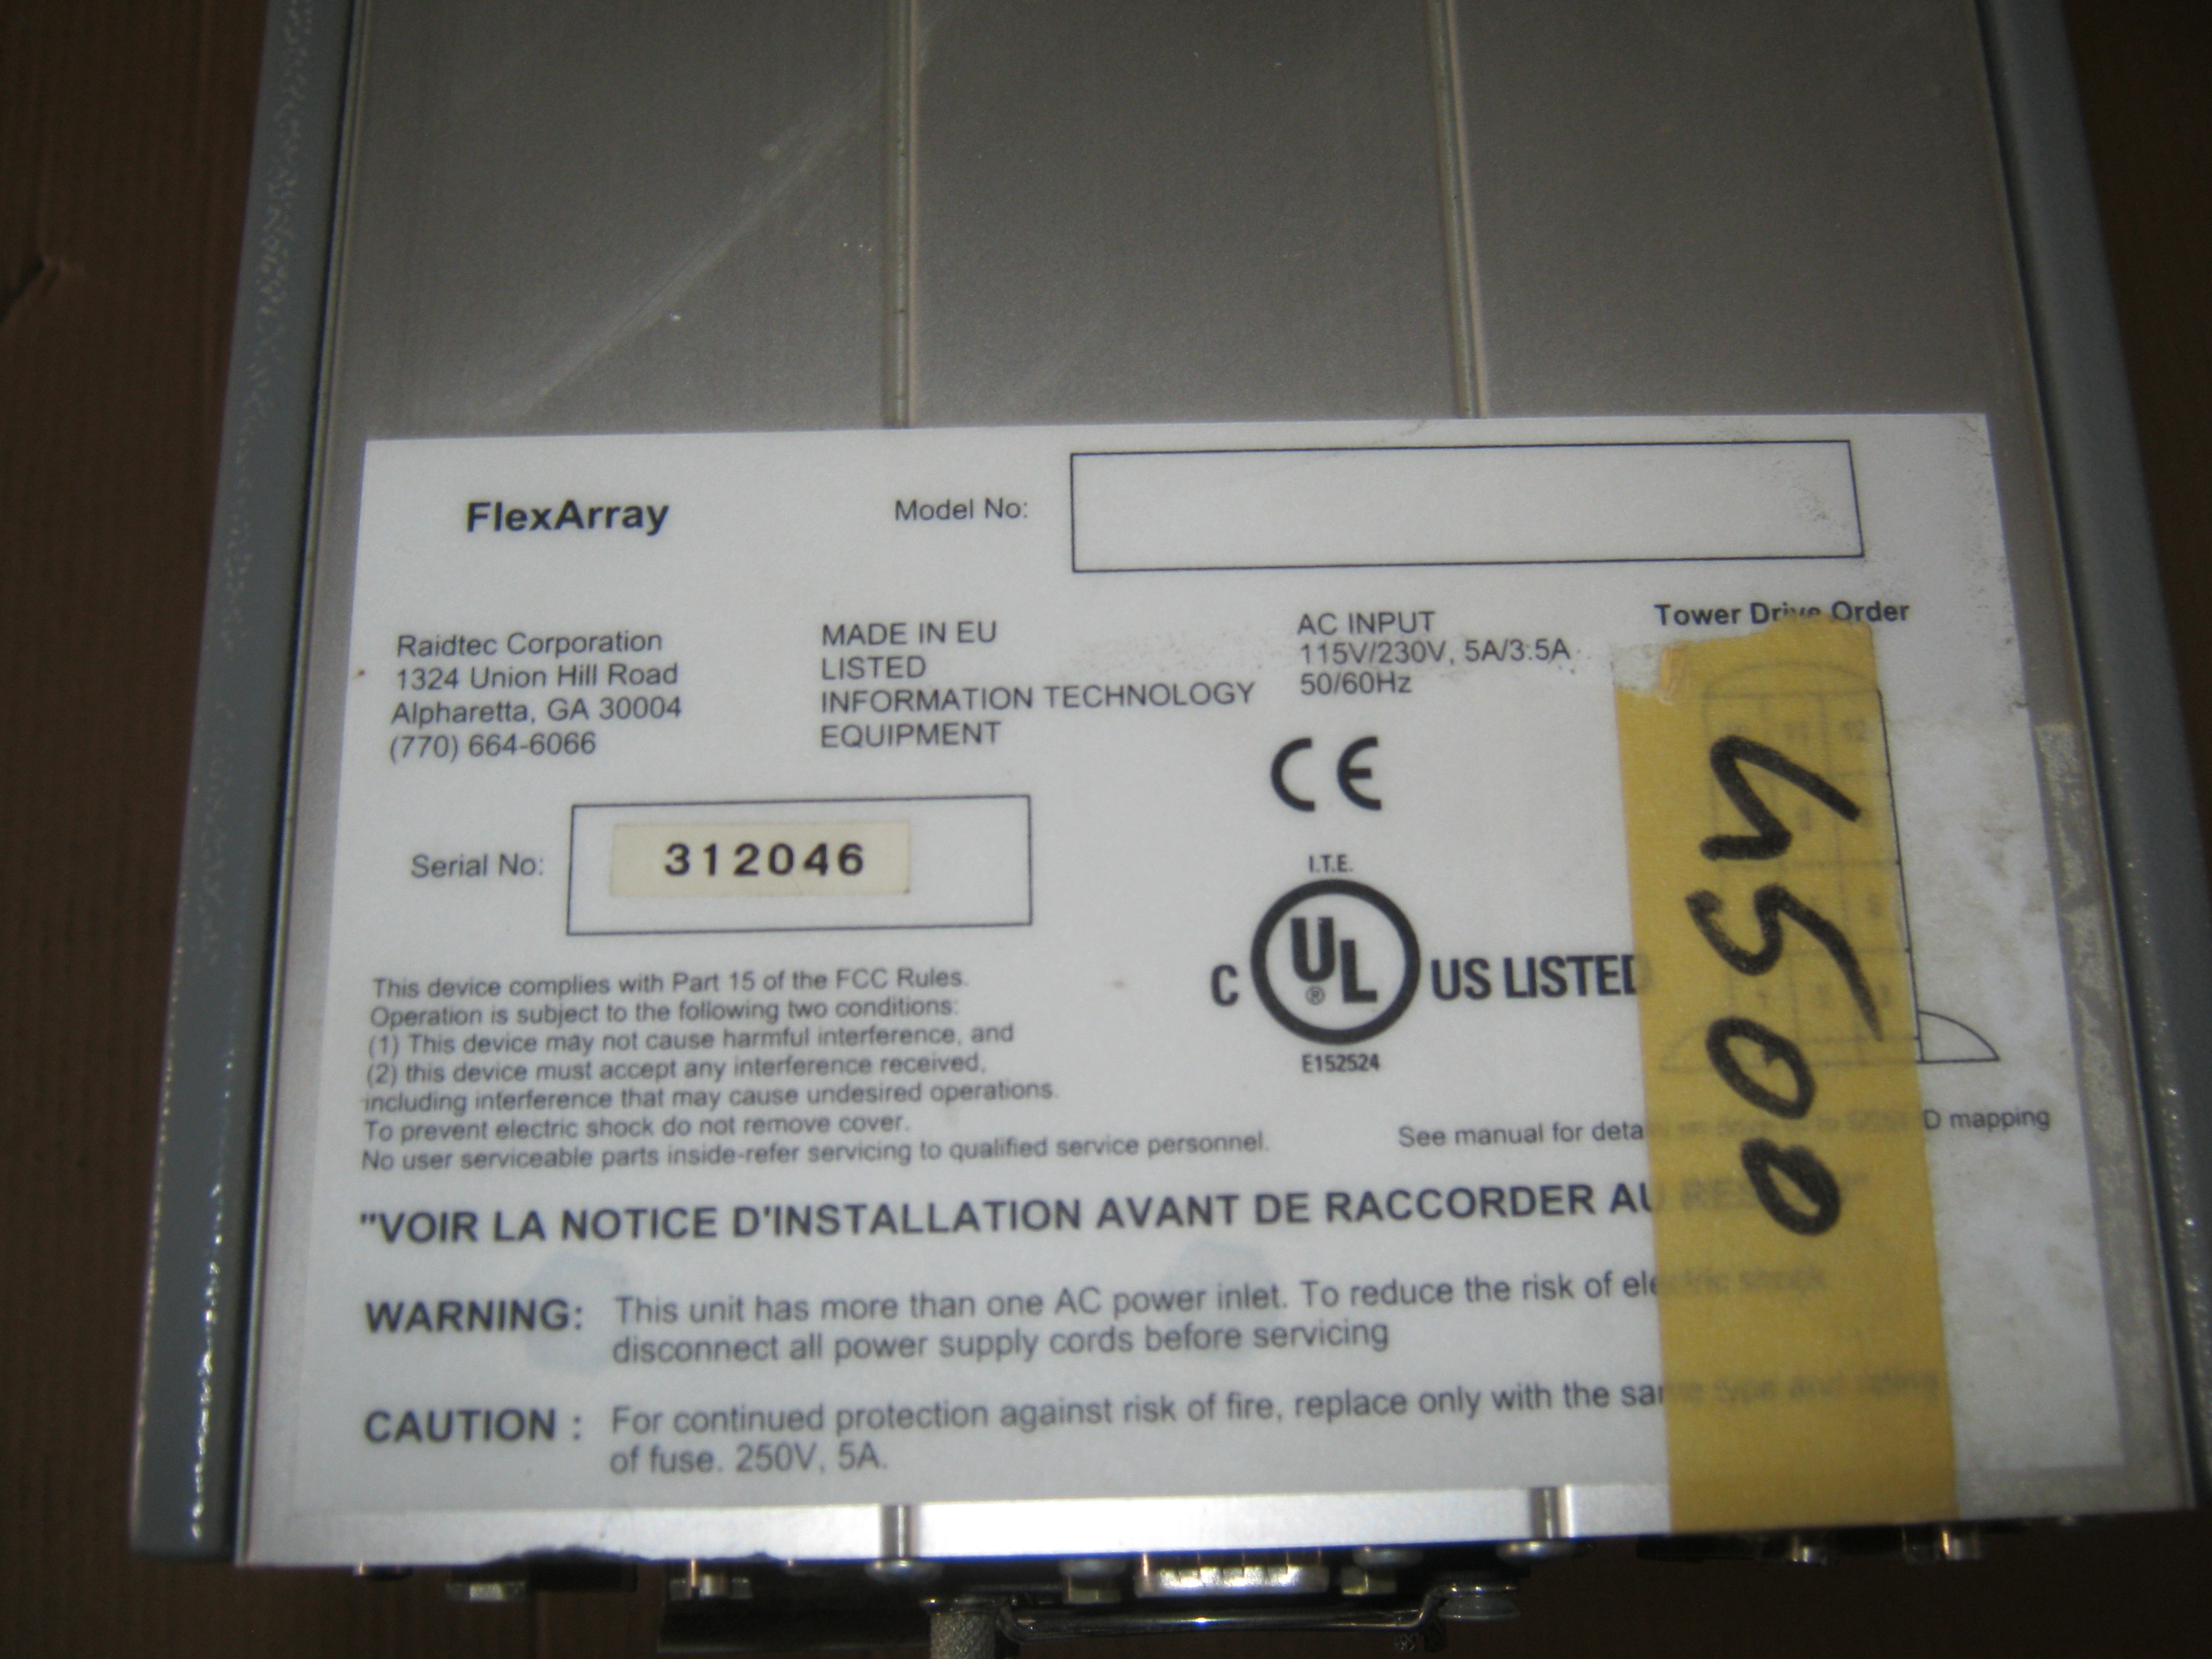 FlexArray
Model No:
Raidtec Corporation
1324 Union Hill Road
Alpharetta, GA 30004
(770) 664-6066
MADE IN EU
LISTED
INFORMATION TECHNOLOGY
EQUIPMENT
AC INPUT
115V/230V, 5A/3.5A
50/60Hz
Tower Drive Order
11 12
CE
Serial No:
312046
I.T.E.
C UL ® US LISTED
E152524
This device complies with Part 15 of the FCC Rules.
Operation is subject to the following two conditions:
(1) This device may not cause harmful interference, and
(2) this device must accept any interference received,
including interference that may cause undesired operations.
To prevent electric shock do not remove cover.
No user serviceable parts inside-refer servicing to qualified service personnel.
See manual for D mapping
"VOIR LA NOTICE D'INSTALLATION AVANT DE RACCORDER AU
WARNING: This unit has more than one AC power inlet. To reduce the risk of electric shock
disconnect all power supply cords before servicing
CAUTION : For continued protection against risk of fire, replace only with the same type and rating
of fuse. 250V, 5A.